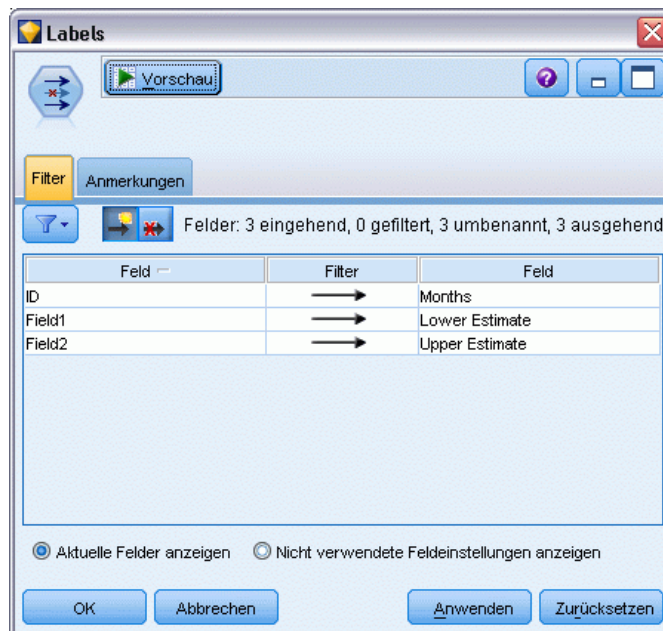 Labels
Vorschau
Filter Anmerkungen
Felder: 3 eingehend, 0 gefiltert, 3 umbenannt, 3 ausgehend
Feld Filter Feld
ID Months
Field1 Lower Estimate
Field2 Upper Estimate
Aktuelle Felder anzeigen Nicht verwendete Feldeinstellungen anzeigen
OK Abbrechen Anwenden Zurücksetzen